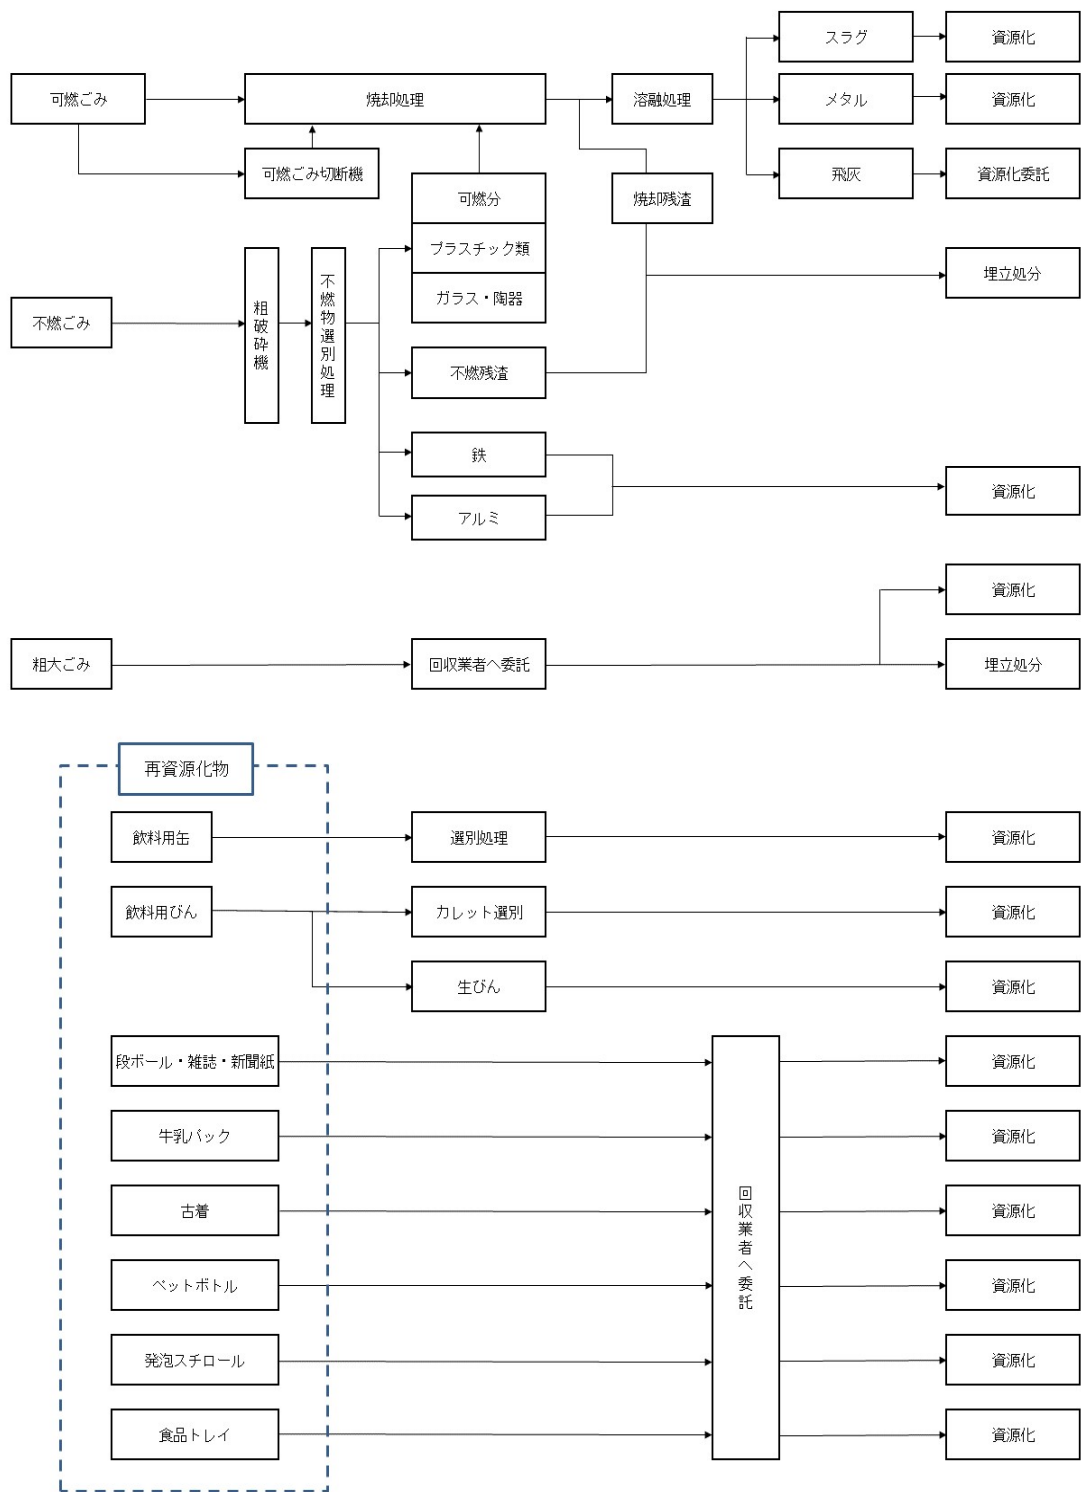 スラグ
資源化
可燃ごみ
焼却処理
溶融処理
メタル
資源化
可燃ごみ切断機
飛灰
資源化委託
可燃分
焼却残渣
プラスチック類
ガラス・陶器
埋立処分
不燃ごみ
粗破砕機
不燃物選別処理
不燃残渣
鉄
資源化
アルミ
資源化
粗大ごみ
回収業者へ委託
埋立処分
再資源化物
飲料用缶
選別処理
資源化
飲料用びん
カレット選別
資源化
生びん
資源化
段ボール・雑誌・新聞紙
資源化
牛乳パック
資源化
回収業者へ委託
古着
資源化
ペットボトル
資源化
発泡スチロール
資源化
食品トレイ
資源化